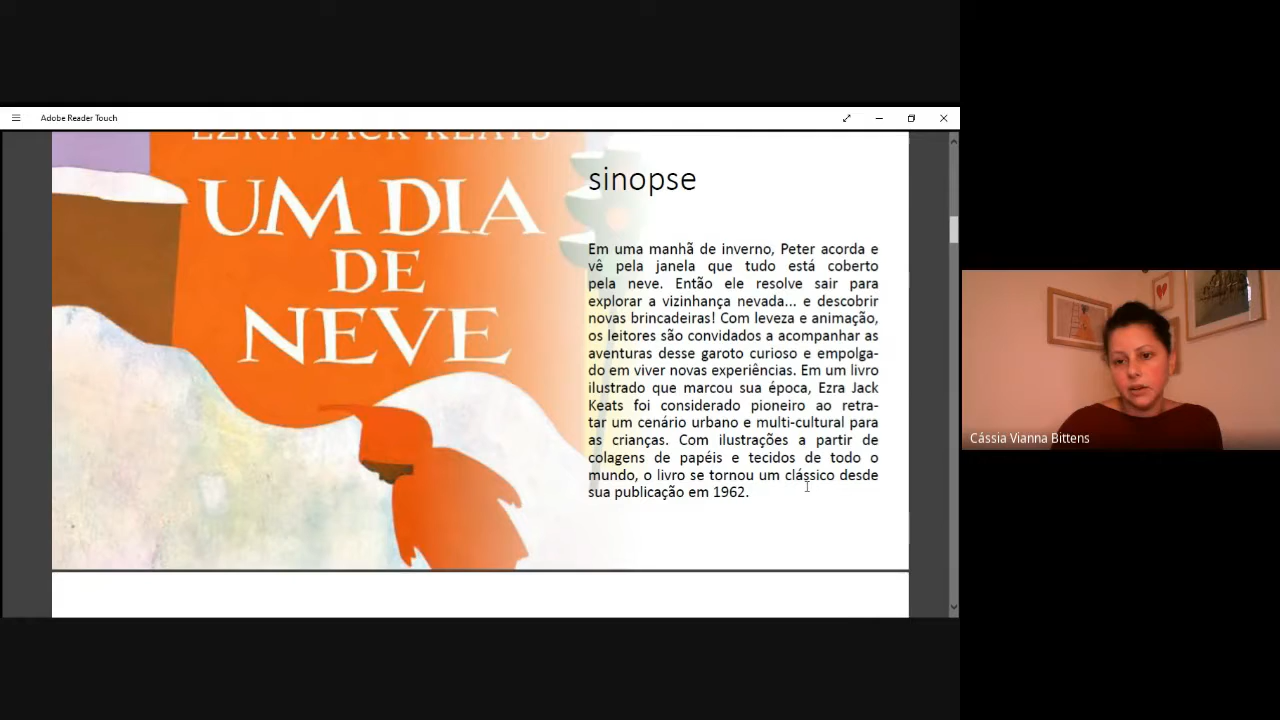 Adobe Reader Touch
EZRA JACK KEATS
UM DIA
DE
NEVE
sinopse
Em uma manhã de inverno, Peter acorda e
vê pela janela que tudo está coberto
pela neve. Então ele resolve sair para
explorar a vizinhança nevada... e descobrir
novas brincadeiras! Com leveza e animação,
os leitores são convidados a acompanhar as
aventuras desse garoto curioso e empolga-
do em viver novas experiências. Em um livro
ilustrado que marcou sua época, Ezra Jack
Keats foi considerado pioneiro ao retra-
tar um cenário urbano e multi-cultural para
as crianças. Com ilustrações a partir de
colagens de papéis e tecidos de todo o
mundo, o livro se tornou um clássico desde
sua publicação em 1962.
Cássia Vianna Bittens